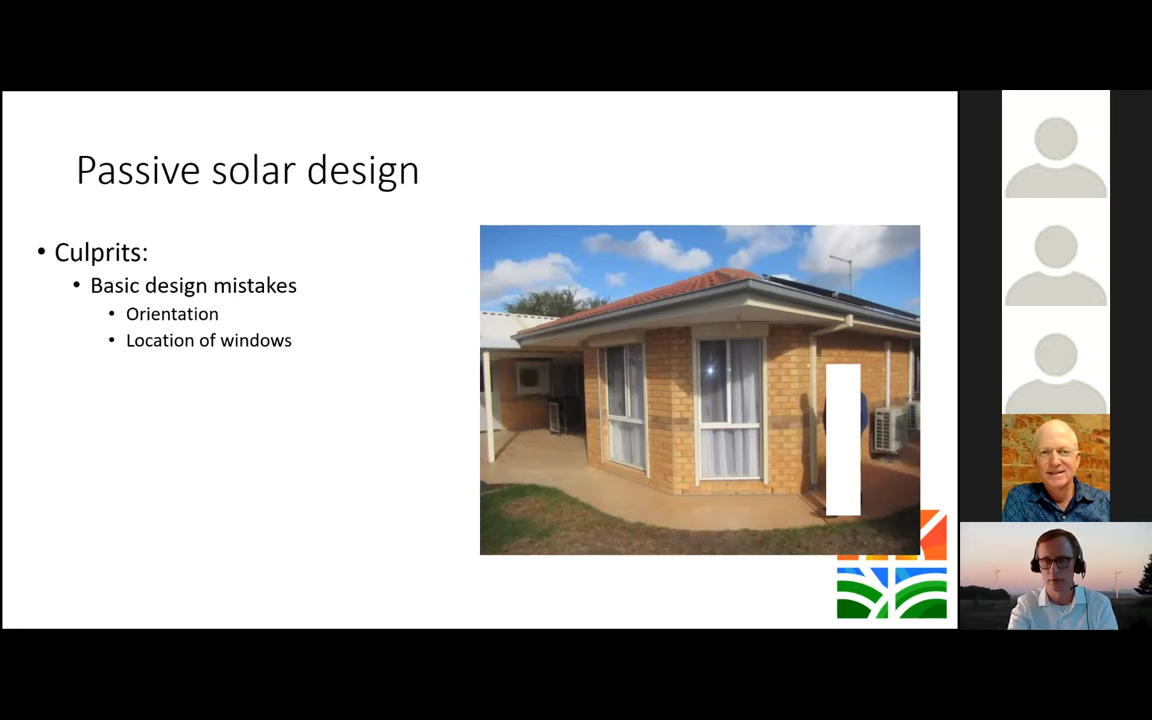 Passive solar design
• Culprits:
• Basic design mistakes
• Orientation
• Location of windows